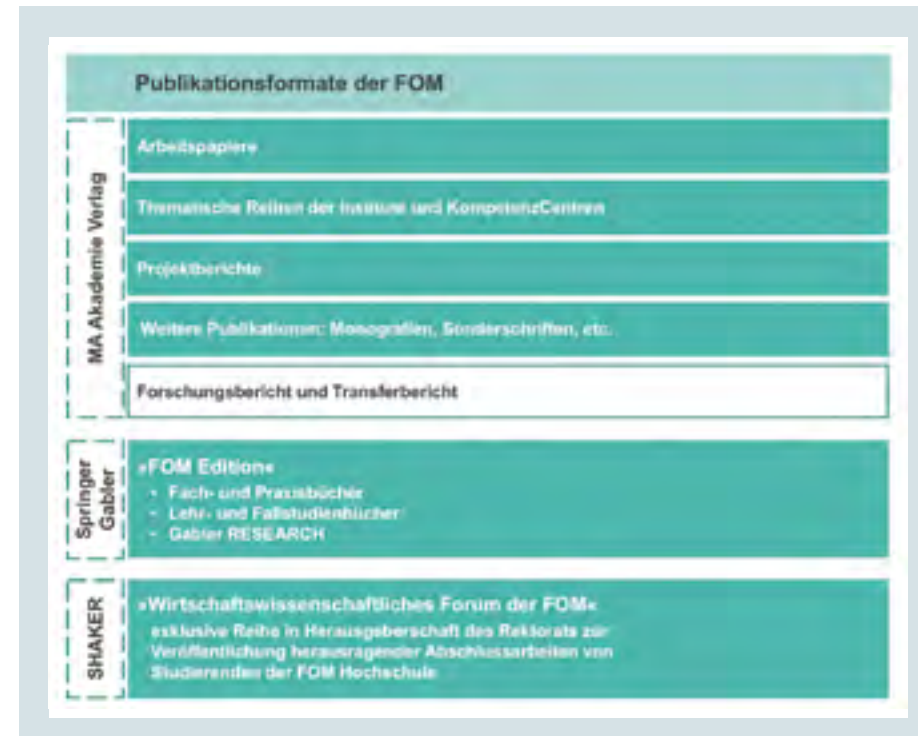 Publikationsformate der FOM
MA Akademie Verlag
Arbeitspapiere
Thematische Reihen der Institute und KompetenzCentren
Projektberichte
Weitere Publikationen: Monografien, Sonderschriften, etc.
Forschungsbericht und Transferbericht
Springer
Gabler
»FOM Edition«
• Fach- und Praxisbücher
• Lehr- und Fallstudienbücher
• Gabler RESEARCH
SHAKER
»Wirtschaftswissenschaftliches Forum der FOM«
exklusive Reihe in Herausgeberschaft des Rektorats zur
Veröffentlichung herausragender Abschlussarbeiten von
Studierenden der FOM Hochschule